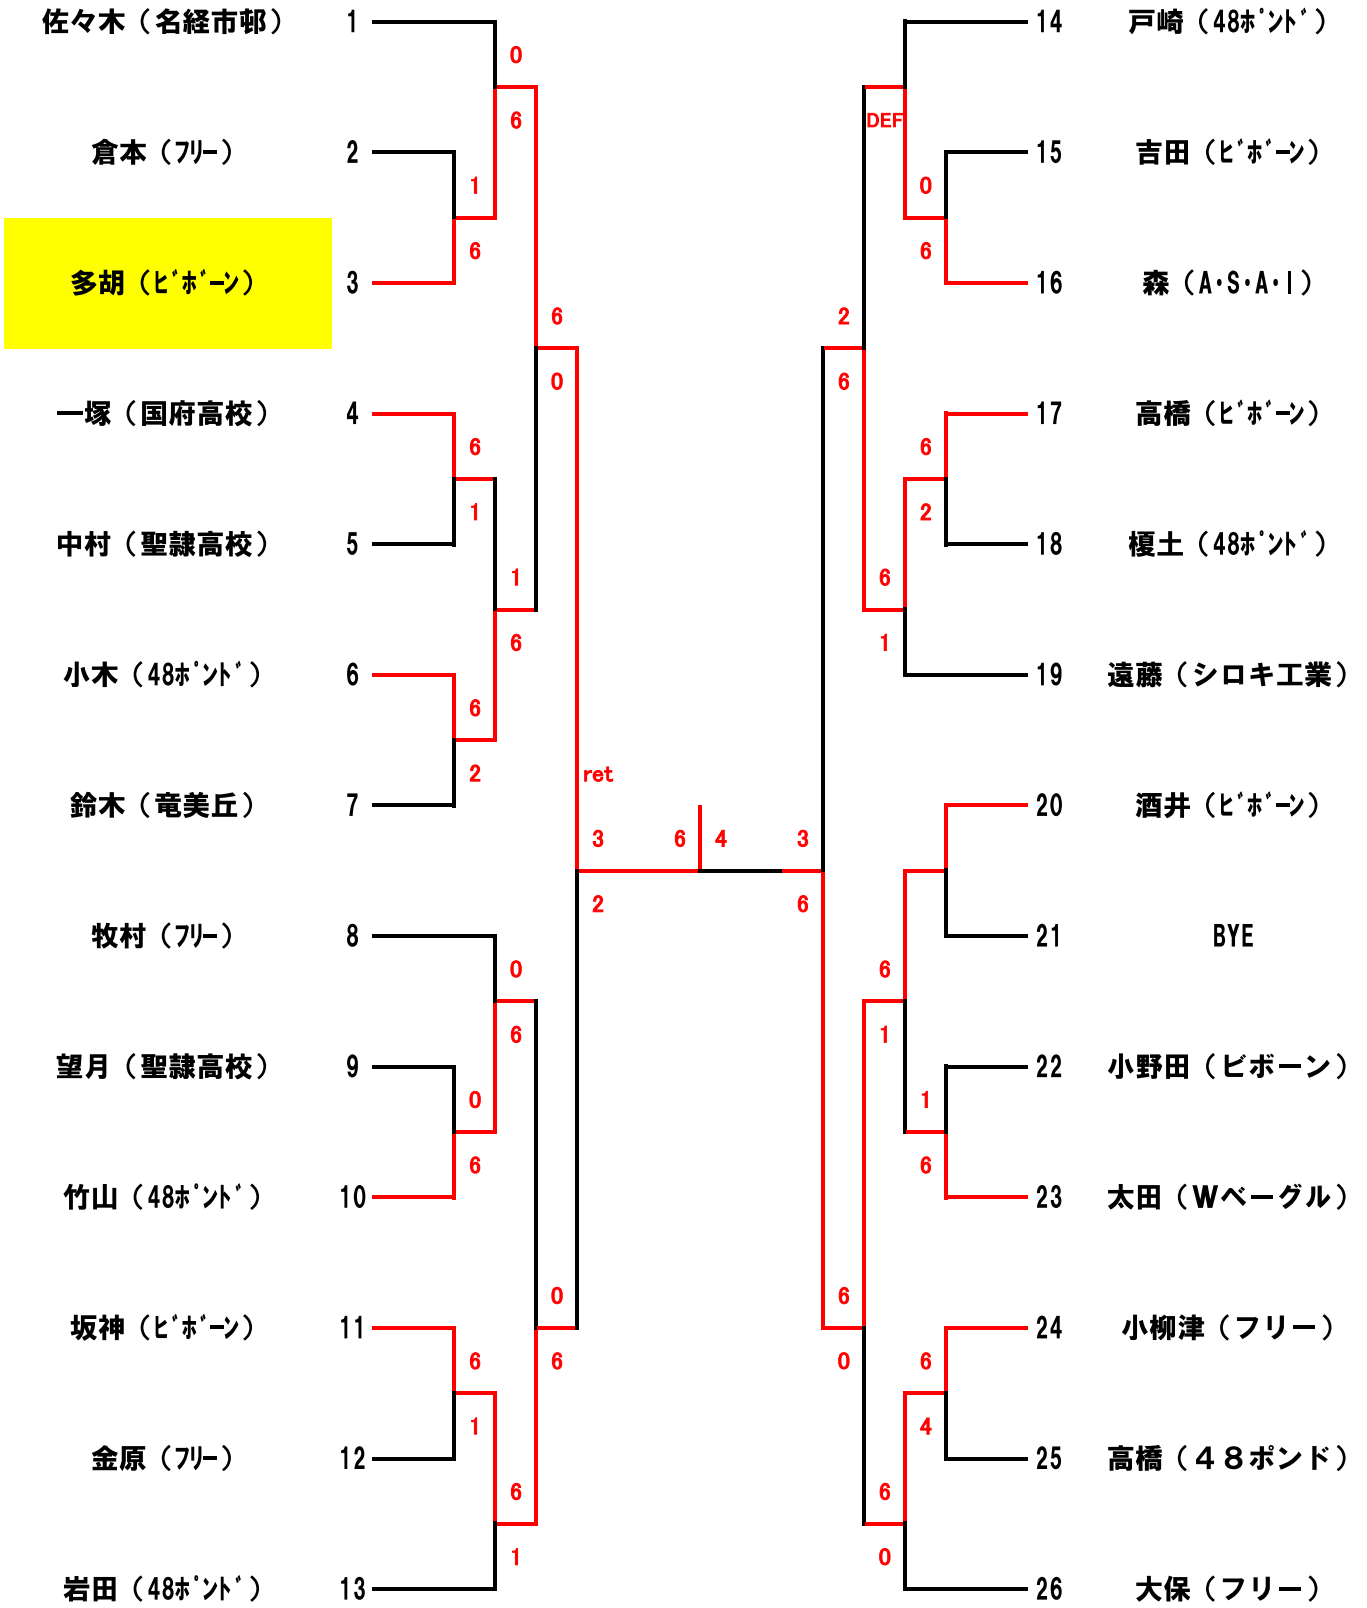 佐々木（名経市邨） 1
0
6
倉本（ﾌﾘｰ） 2
1
6
多胡（ﾋﾞﾎﾞｰﾝ） 3
6
0
一塚（国府高校） 4
6
1
中村（聖隷高校） 5
1
6
小木（48ﾎﾟﾝﾄﾞ） 6
6
2
鈴木（竜美丘） 7
ret
3
2
牧村（ﾌﾘｰ） 8
0
6
望月（聖隷高校） 9
0
6
竹山（48ﾎﾟﾝﾄﾞ） 10
0
6
坂神（ﾋﾞﾎﾞｰﾝ） 11
6
1
金原（ﾌﾘｰ） 12
6
1
岩田（48ﾎﾟﾝﾄﾞ） 13
6 4
14 戸崎（48ﾎﾟﾝﾄﾞ）
DEF
15 吉田（ﾋﾞﾎﾞｰﾝ）
0
6
16 森（A･S･A･I）
2
6
17 高橋（ﾋﾞﾎﾞｰﾝ）
6
2
18 榎土（48ﾎﾟﾝﾄﾞ）
6
1
19 遠藤（シロキ工業）
3
6
20 酒井（ﾋﾞﾎﾞｰﾝ）
21 BYE
6
1
22 小野田（ビボーン）
1
6
23 太田（Ｗベーグル）
6
0
24 小柳津（フリー）
6
4
25 高橋（４８ポンド）
6
0
26 大保（フリー）